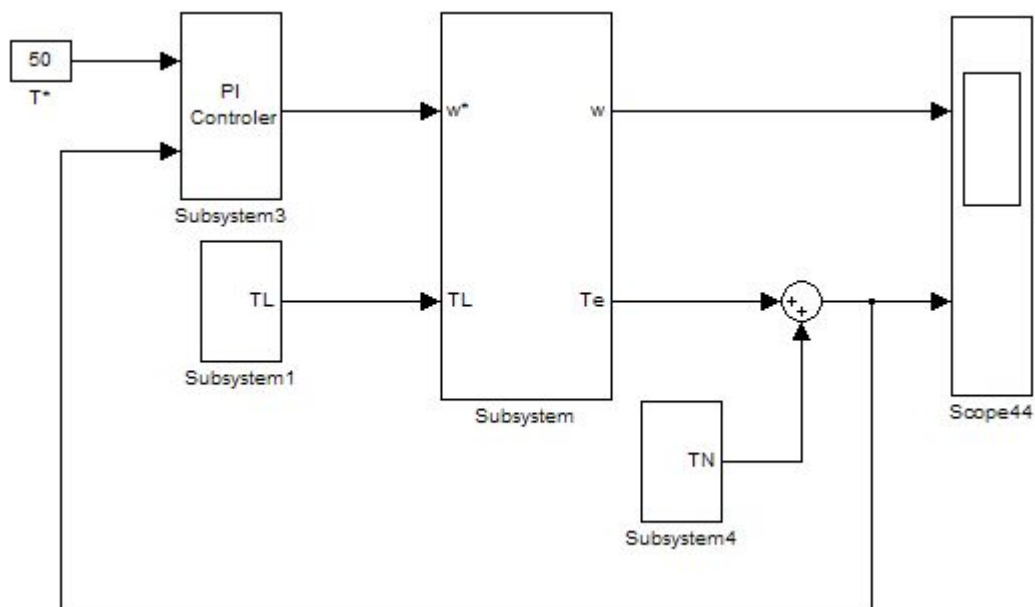 50
T*
PI
Controler
Subsystem3
TL
Subsystem1
w*
w
TL
Te
Subsystem
+
+
TN
Subsystem4
Scope44